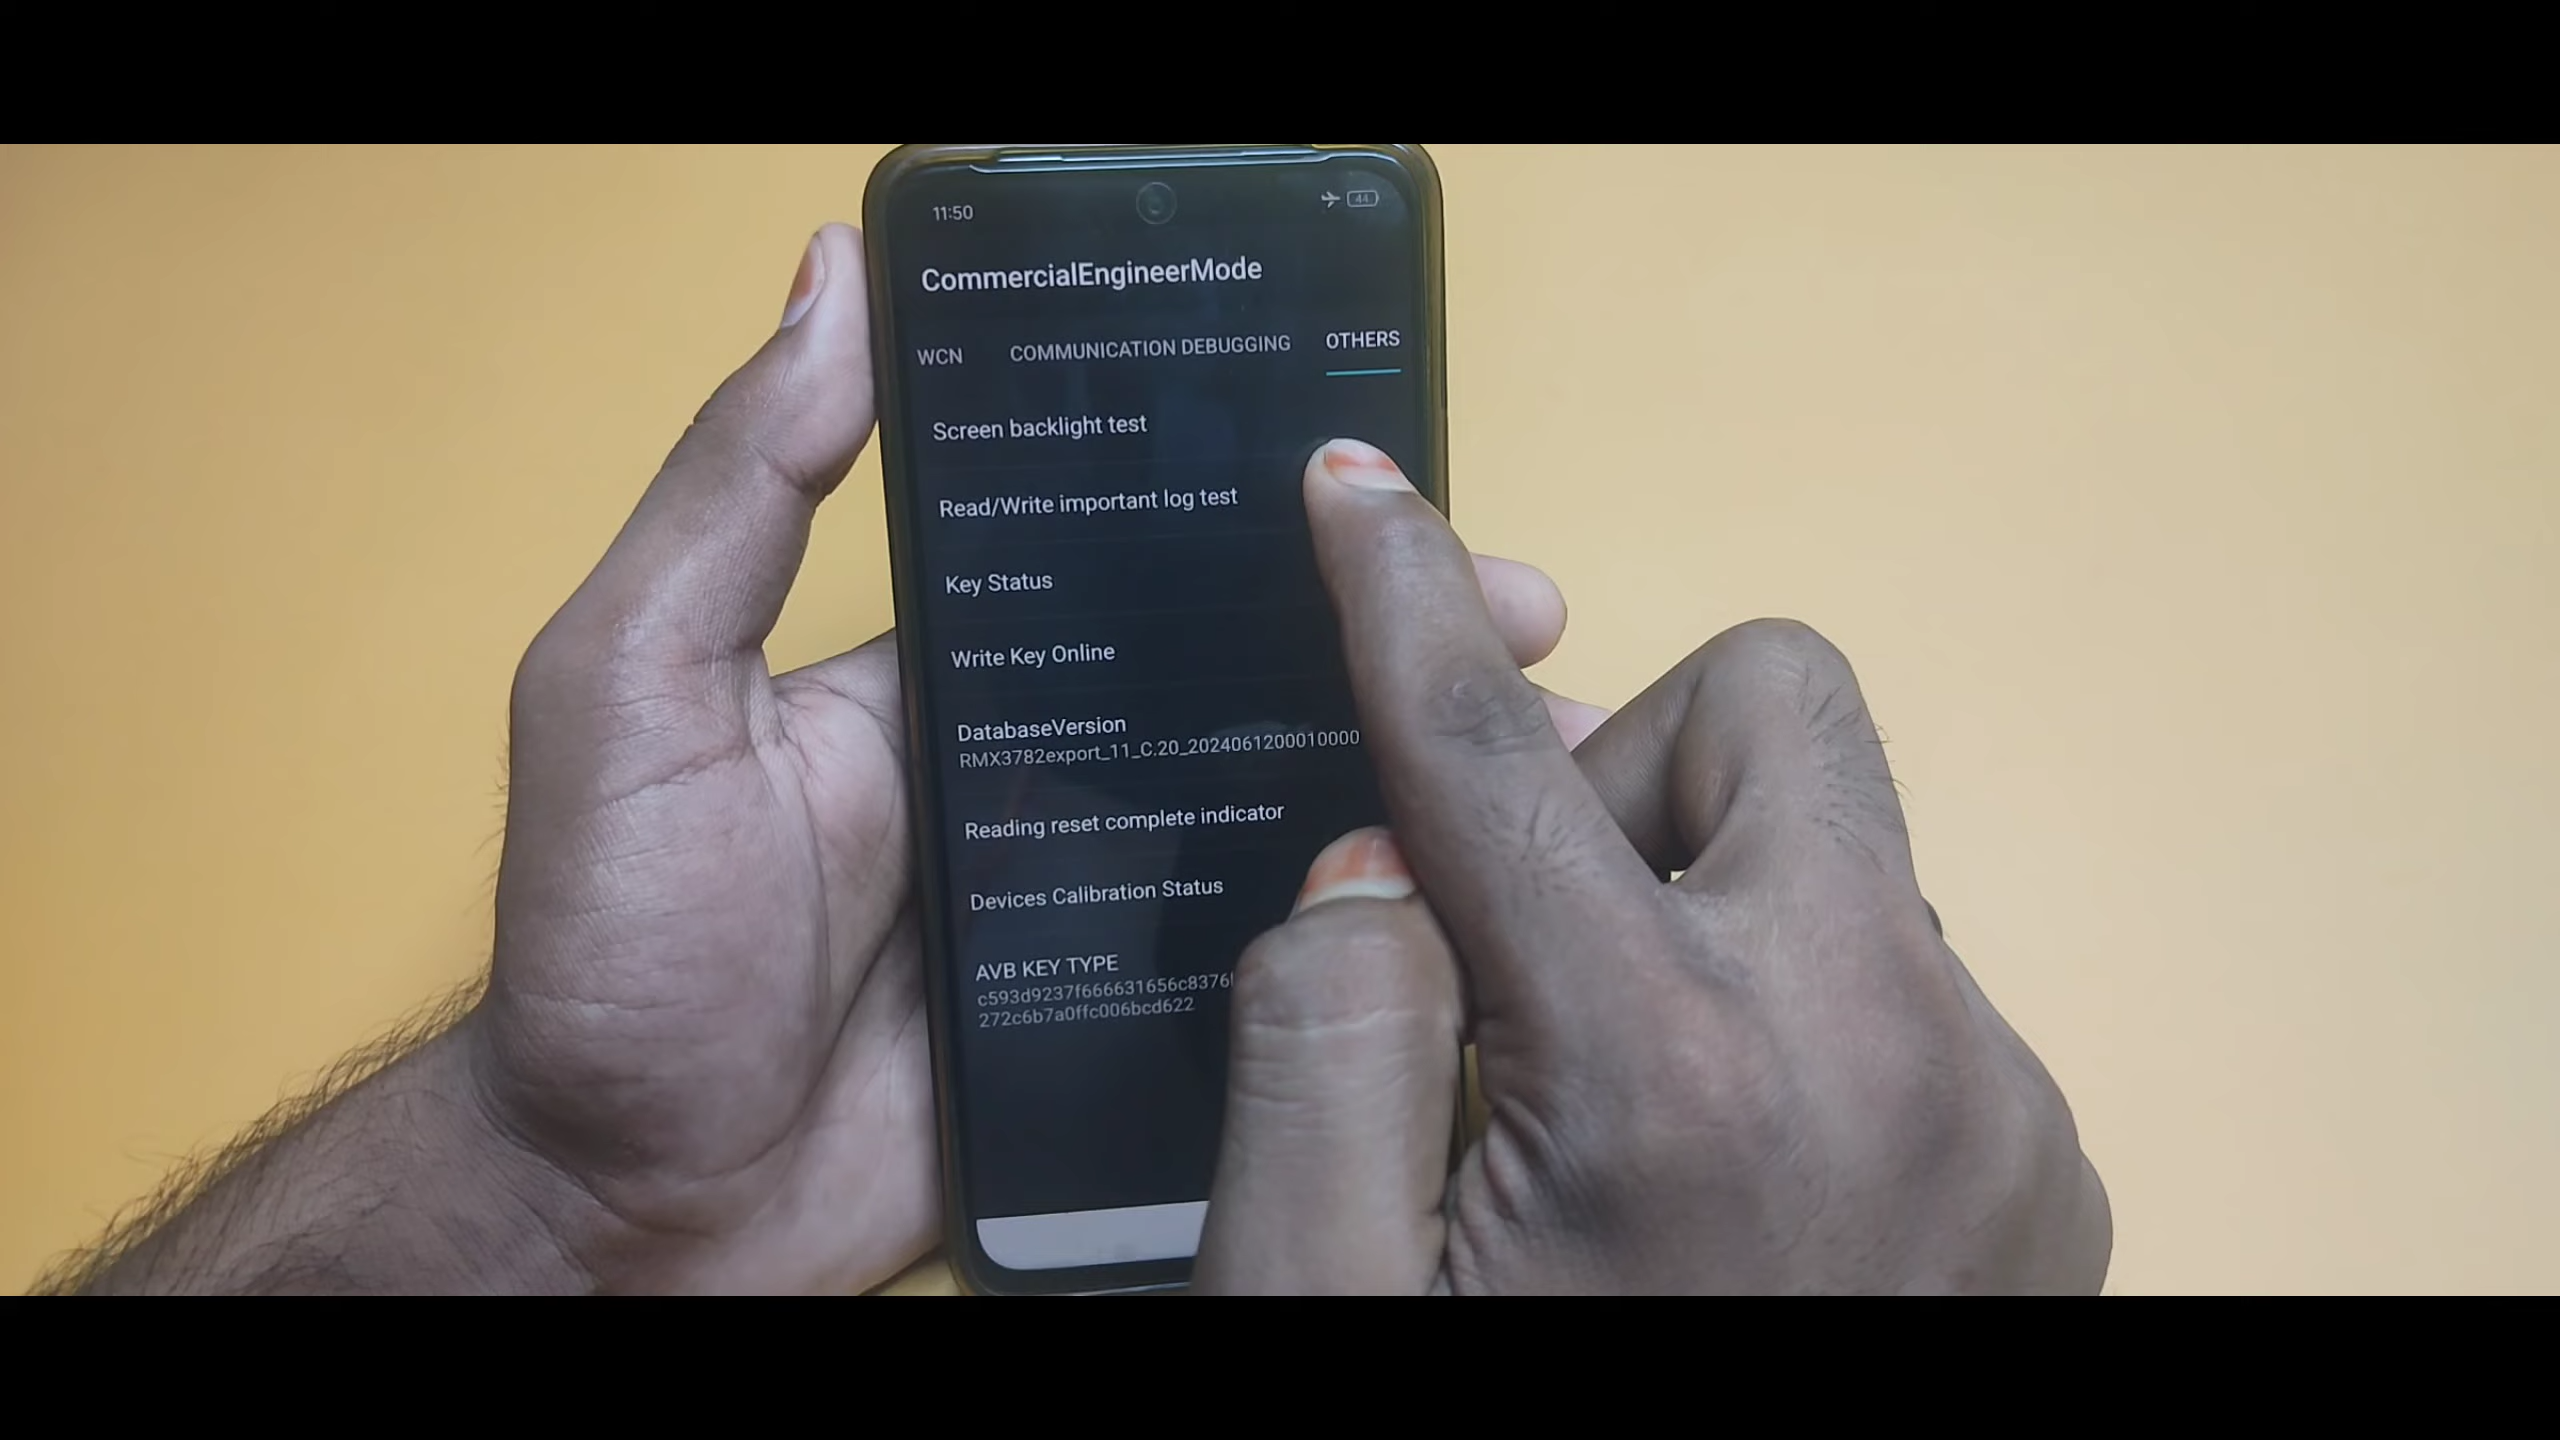 11:50
44
CommercialEngineerMode
WCN COMMUNICATION DEBUGGING OTHERS
Screen backlight test
Read/Write important log test
Key Status
Write Key Online
DatabaseVersion
RMX3782export_11_C.20_2024061200010000
Reading reset complete indicator
Devices Calibration Status
AVB KEY TYPE
c593d9237f666631656c8376
272c6b7a0ffc006bcd622